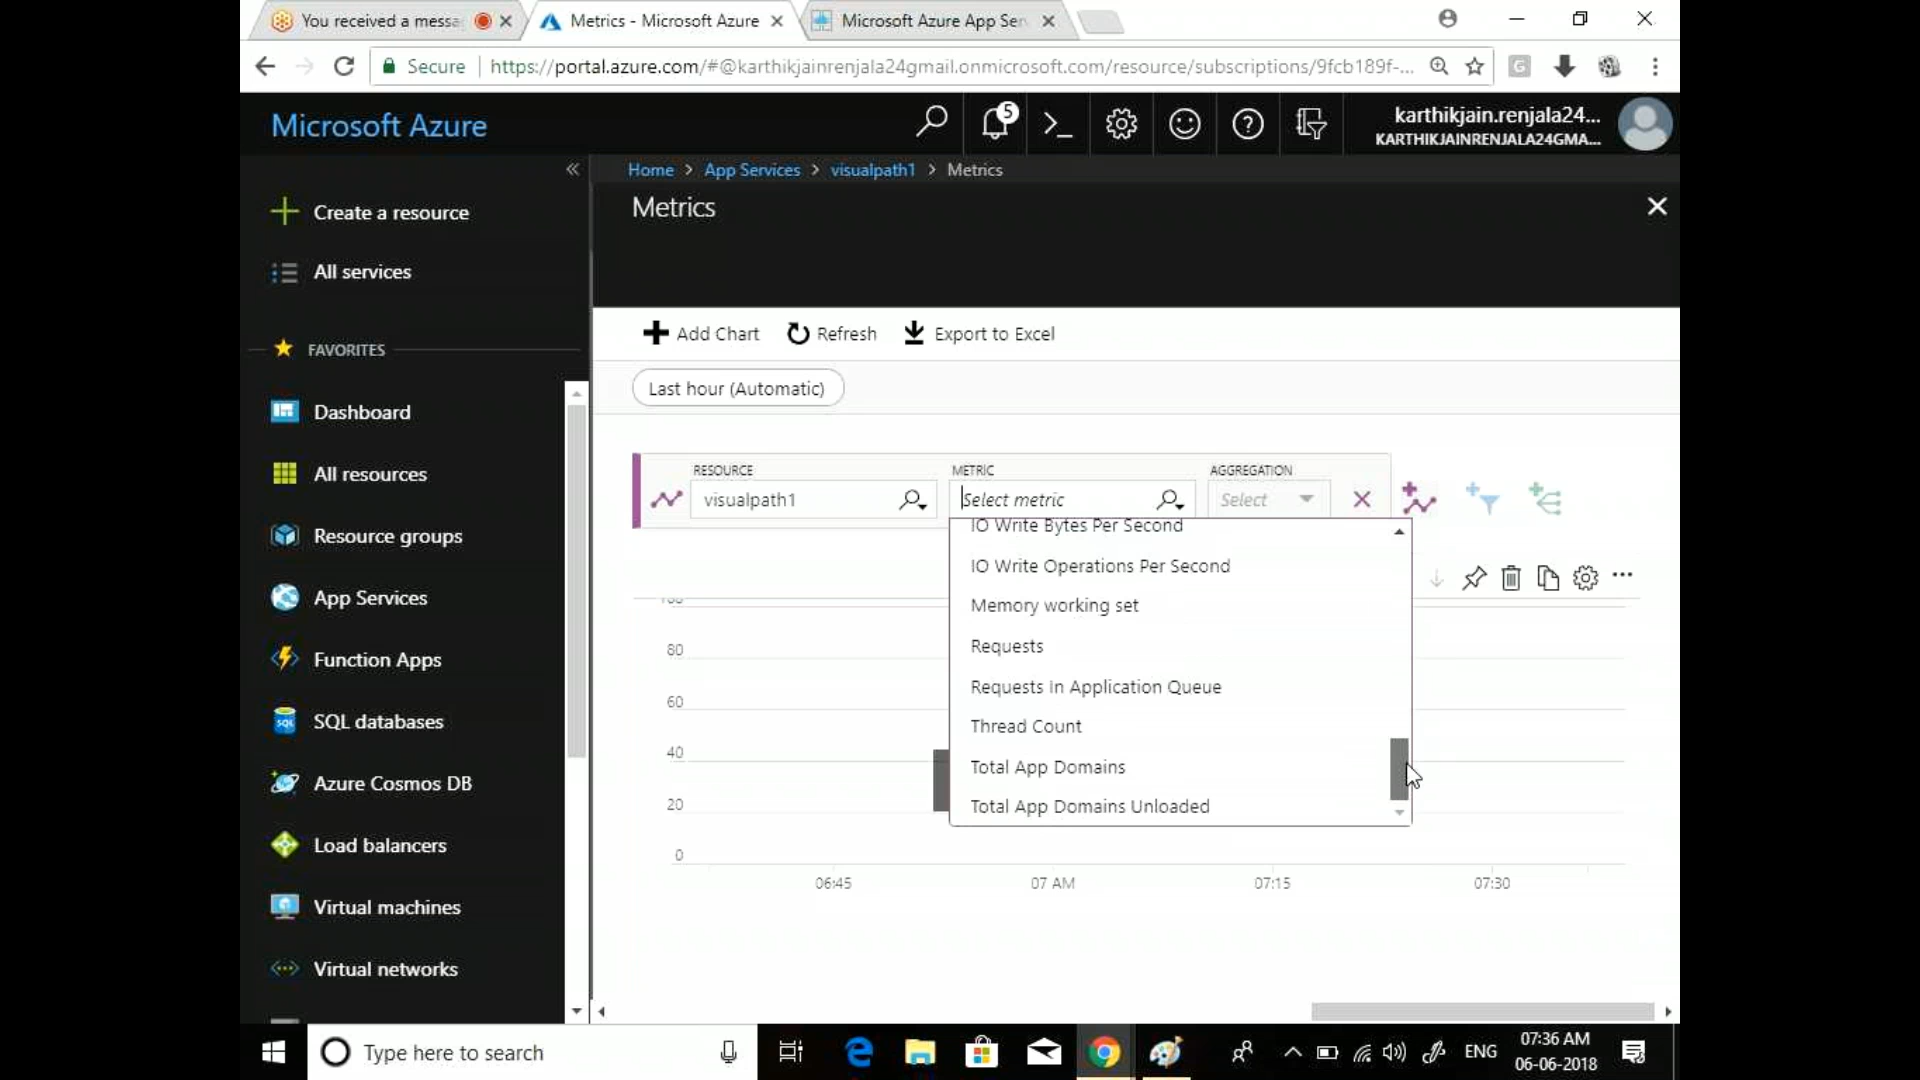 You received a messa
Metrics - Microsoft Azure
Microsoft Azure App Ser
Secure
https://portal.azure.com/#@karthikjainrenjala24gmail.onmicrosoft.com/resource/subscriptions/9fcb189f-...
G
Microsoft Azure
5
karthikjain.renjala24...
KARTHIKJAINRENJALA24GMA...
Home > App Services > visualpath1 > Metrics
Metrics
Create a resource
All services
FAVORITES
Dashboard
All resources
Resource groups
App Services
Function Apps
SQL databases
Azure Cosmos DB
Load balancers
Virtual machines
Virtual networks
Add Chart
Refresh
Export to Excel
Last hour (Automatic)
RESOURCE
visualpath1
METRIC
Select metric
AGGREGATION
Select
IO Write Bytes Per Second
IO Write Operations Per Second
Memory working set
Requests
Requests In Application Queue
Thread Count
Total App Domains
Total App Domains Unloaded
100
80
60
40
20
0
06:45
07 AM
07:15
07:30
Type here to search
ENG
07:36 AM
06-06-2018